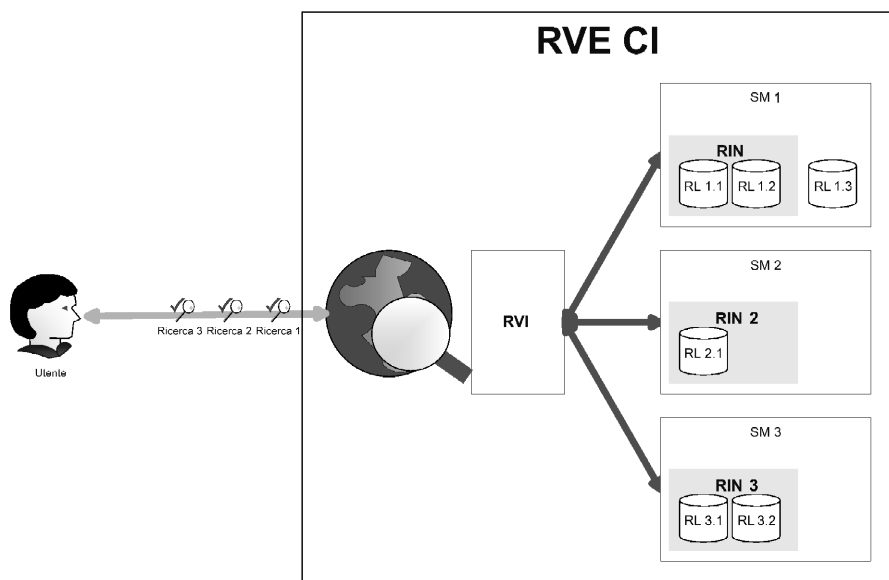 RVE CI
SM 1
RIN
RL 1.1 RL 1.2 RL 1.3
SM 2
RIN 2
RL 2.1
RVI
Ricerca 3 Ricerca 2 Ricerca 1
Utente
SM 3
RIN 3
RL 3.1 RL 3.2